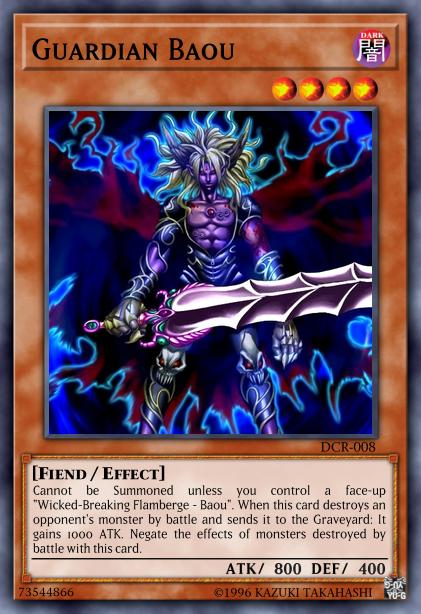 GUARDIAN BAOU
DARK
闇
DCR-008
[FIEND / EFFECT]
Cannot be Summoned unless you control a face-up
"Wicked-Breaking Flamberge - Baou". When this card destroys an
opponent's monster by battle and sends it to the Graveyard: It
gains 1000 ATK. Negate the effects of monsters destroyed by
battle with this card.
ATK/ 800 DEF/ 400
73544866
©1996 KAZUKI TAKAHASHI